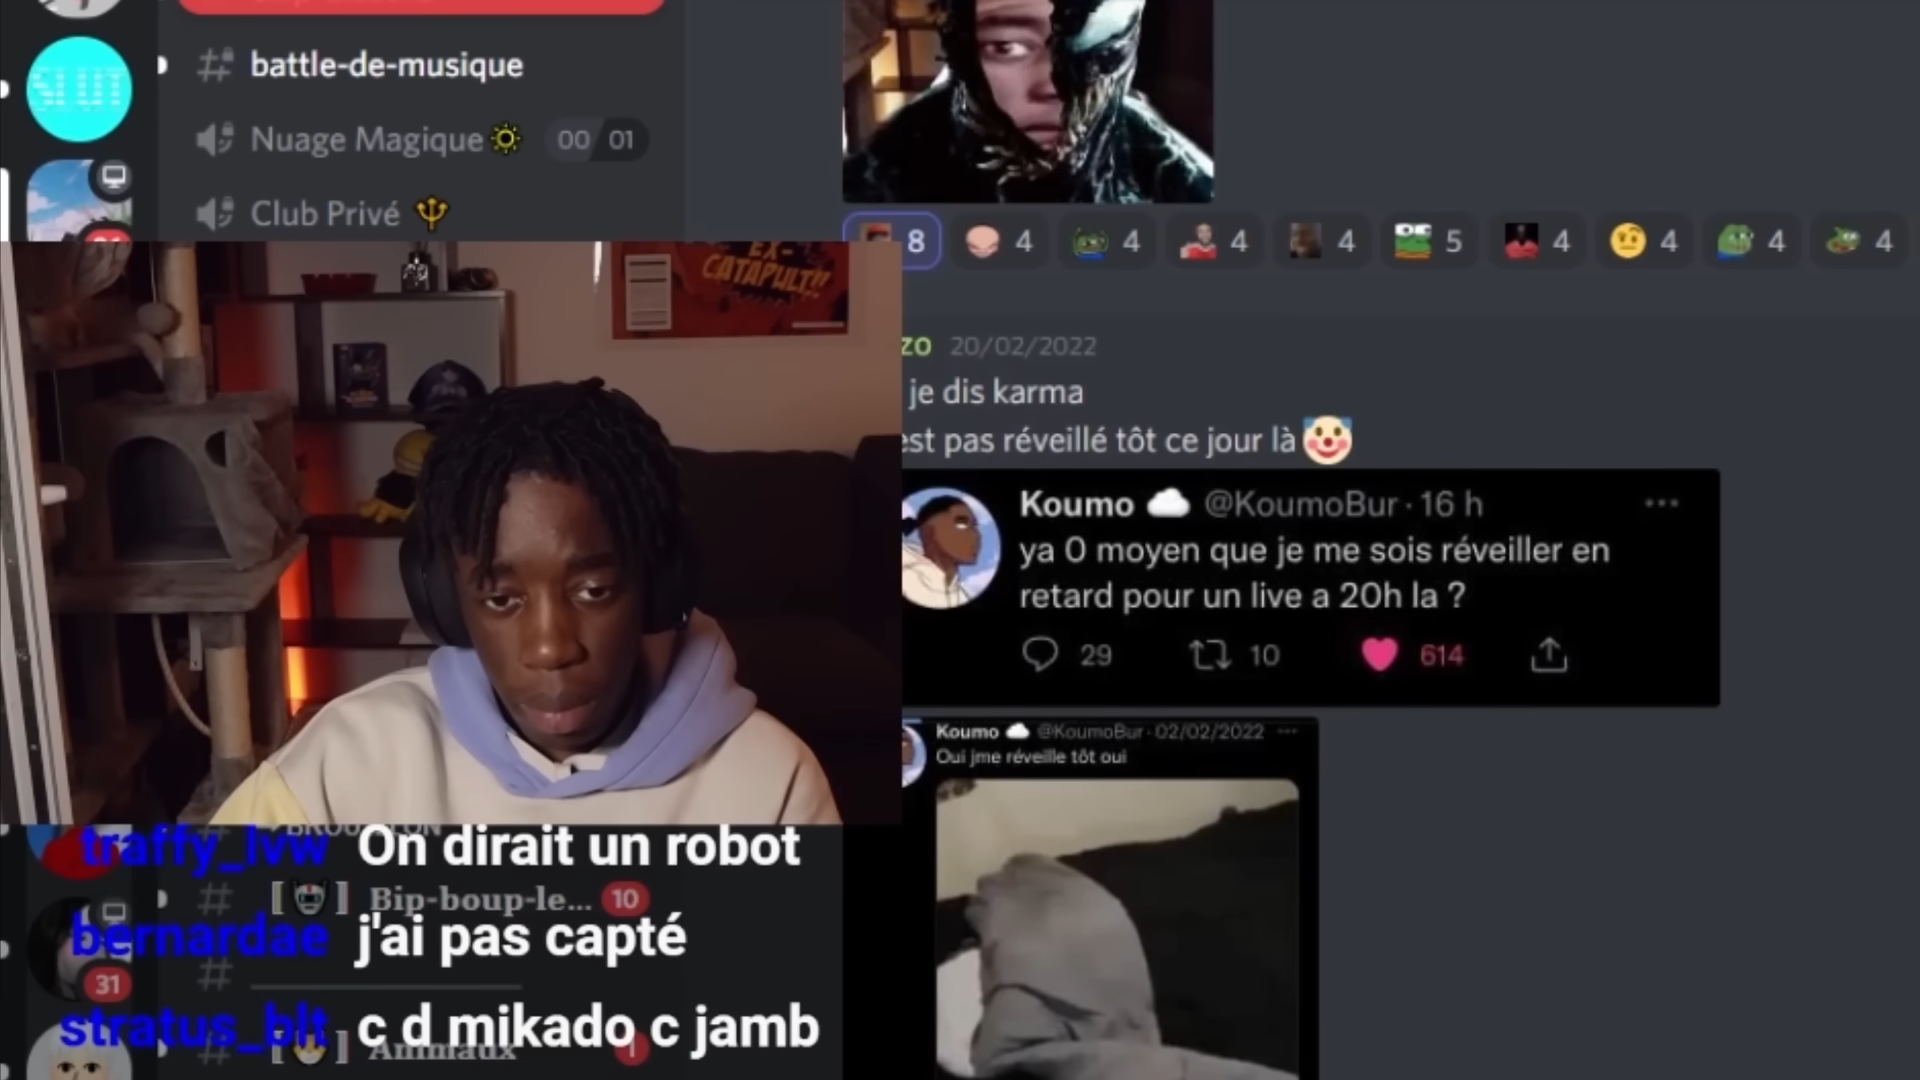 battle-de-musique
Nuage Magique
00 01
Club Privé
8 4 4 4 4 5 4 4 4 4
EX-
CATAPULT!!
zo 20/02/2022
je dis karma
est pas réveillé tôt ce jour là
Koumo @KoumoBur · 16 h
ya 0 moyen que je me sois réveiller en
retard pour un live a 20h la ?
29 10 614
Koumo @KoumoBur · 02/02/2022
Oui jme réveille tôt oui
traffy_lvw On dirait un robot
[ ] Bip-boup-le... 10
bernardae j'ai pas capté
31
stratus_blt c d mikado c jamb
[ ] Animaux 1